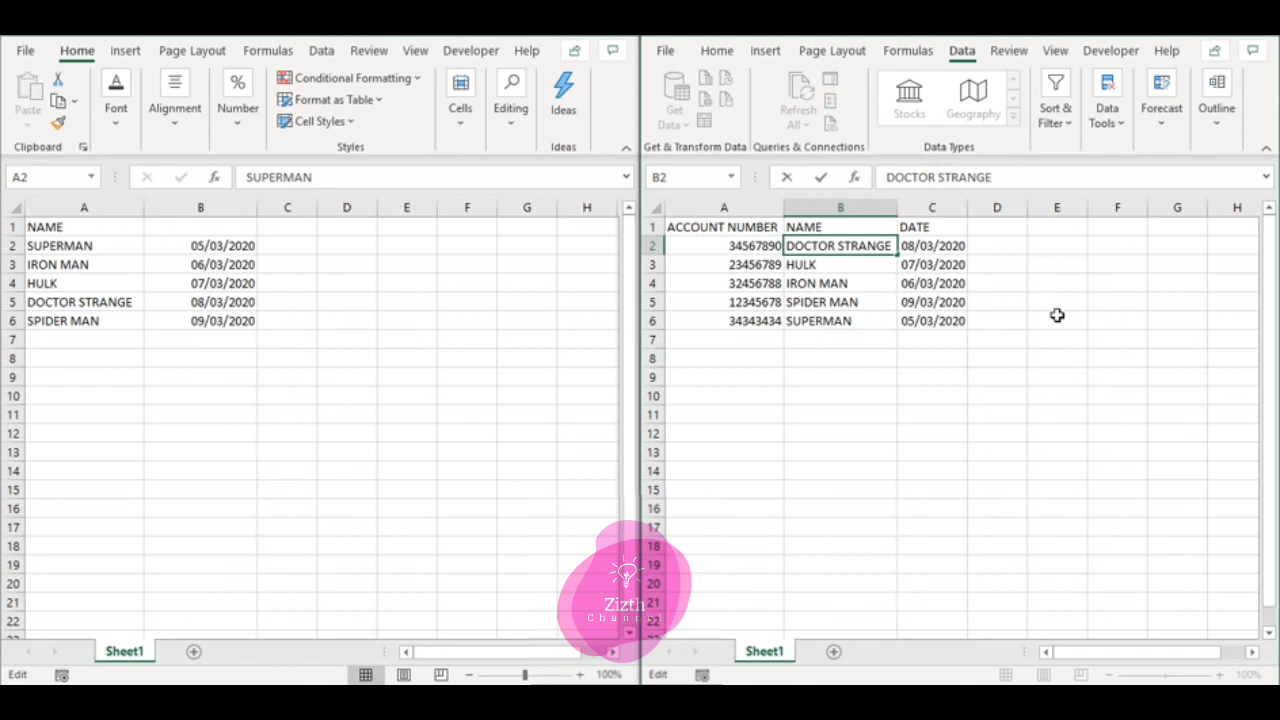 File Home Insert Page Layout Formulas Data Review View Developer Help
Paste
Clipboard
Font
Alignment
%
Number
Conditional Formatting
Format as Table
Cell Styles
Styles
Cells
Editing
Ideas
Ideas
A2 fx SUPERMAN
A B C D E F G H
1 NAME
2 SUPERMAN 05/03/2020
3 IRON MAN 06/03/2020
4 HULK 07/03/2020
5 DOCTOR STRANGE 08/03/2020
6 SPIDER MAN 09/03/2020
7
8
9
10
11
12
13
14
15
16
17
18
19
20
21
22
Sheet1
Edit 100%
File Home Insert Page Layout Formulas Data Review View Developer Help
Get
Data
Get & Transform Data
Refresh
All
Queries & Connections
Stocks
Geography
Data Types
Sort &
Filter
Data
Tools
Forecast
Outline
B2 fx DOCTOR STRANGE
A B C D E F G H
1 ACCOUNT NUMBER NAME DATE
2 34567890 DOCTOR STRANGE 08/03/2020
3 23456789 HULK 07/03/2020
4 32456788 IRON MAN 06/03/2020
5 12345678 SPIDER MAN 09/03/2020
6 34343434 SUPERMAN 05/03/2020
7
8
9
10
11
12
13
14
15
16
17
18
19
20
21
22
Sheet1
Edit 100%
Zizth
Channel